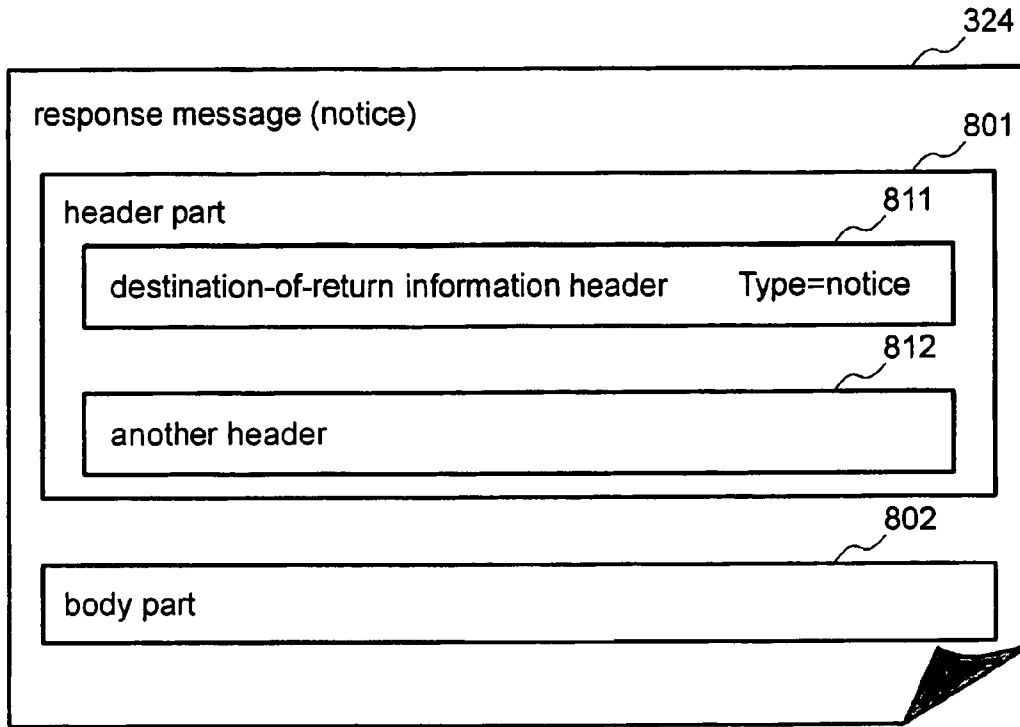 324
response message (notice)
801
header part
811
destination-of-return information header Type=notice
812
another header
802
body part